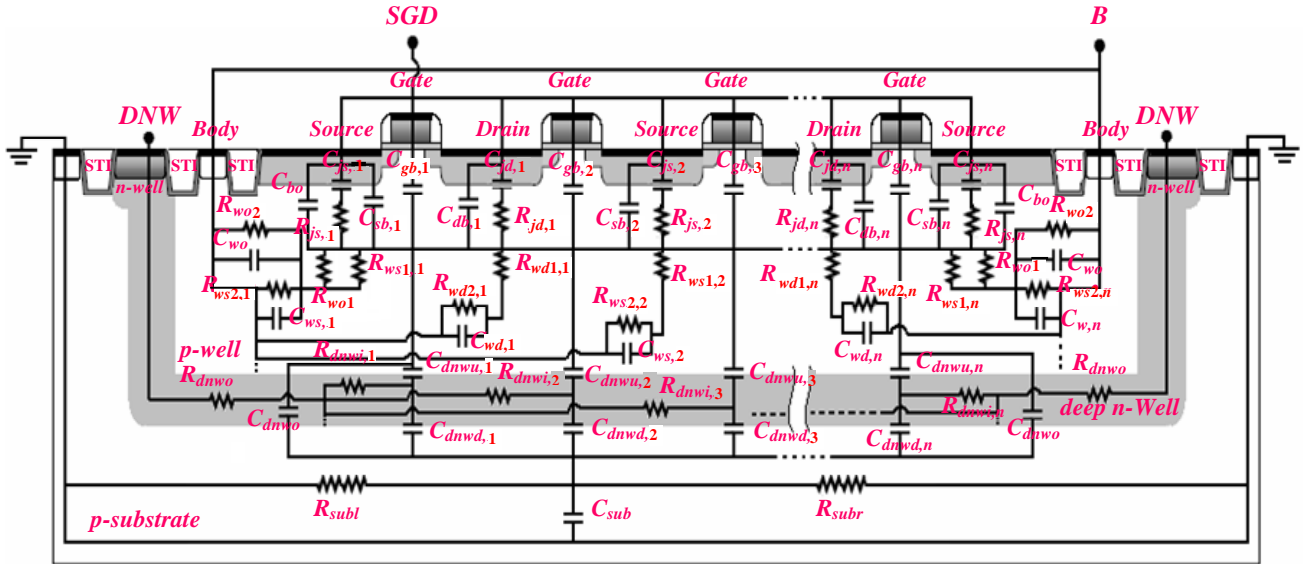 SGD B
Gate Gate Gate Gate
DNW Body Source Drain Source Drain Source Body DNW
STI STI STI Cjs,1 Cgb,1 Cjd,1 Cgb,2 Cjs,2 Cgb,3 Cjd,n Cgb,n Cjs,n STI STI STI
n-well n-well
Cbo Cbo
Rwo2 Csb,1 Cdb,1 Rjd,1 Csb,2 Rjs,2 Rjd,n Cdb,n Csb,n Rwo2
Rjs,1 Rjs,n
Cwo Cwo
Rws2,1 Rwo1 Rws1,1 Rwd1,1 Rws1,2 Rwd1,n Rws1,n Rwo1 Rws2,n
Rwd2,1 Rws2,2 Rwd2,n
Cws,1 Cwd,1 Cws,2 Cwd,n Cw,n
p-well Rdnwi,1 Cdnwu,1 Cdnwu,2 Cdnwu,3 Cdnwu,n Rdnwo
Rdnwo Rdnwi,2 Rdnwi,3
Cdnwo Rdnwi,n deep n-Well
Cdnwd,1 Cdnwd,2 Cdnwd,3 Cdnwd,n Cdnwo
Rsubl Csub Rsubr
p-substrate